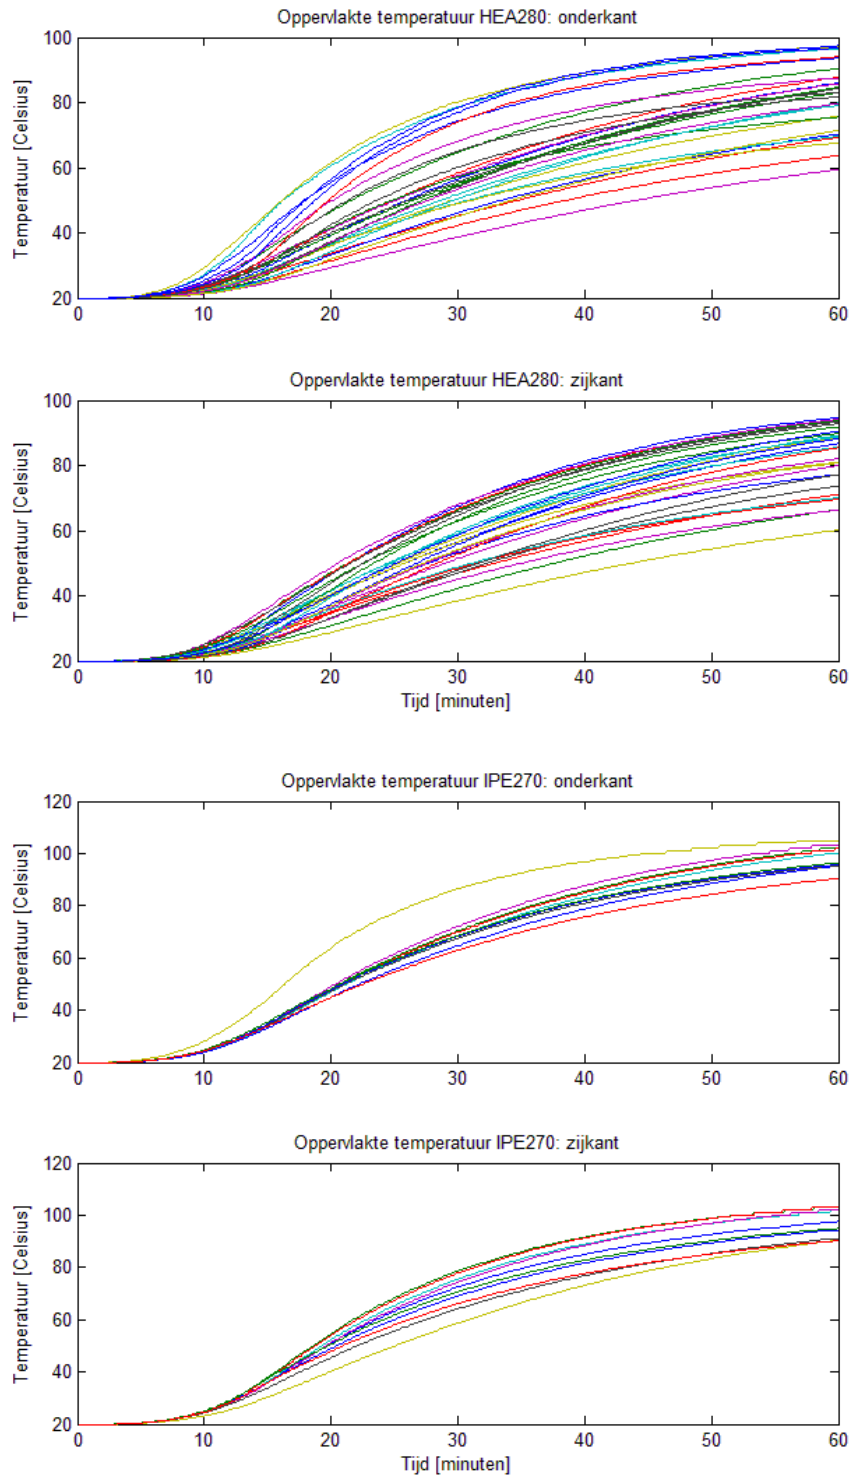 Oppervlakte temperatuur HEA280: onderkant
Temperatuur [Celsius]
100
80
60
40
20
0 10 20 30 40 50 60
Oppervlakte temperatuur HEA280: zijkant
Temperatuur [Celsius]
100
80
60
40
20
0 10 20 30 40 50 60
Tijd [minuten]
Oppervlakte temperatuur IPE270: onderkant
Temperatuur [Celsius]
120
100
80
60
40
20
0 10 20 30 40 50 60
Oppervlakte temperatuur IPE270: zijkant
Temperatuur [Celsius]
120
100
80
60
40
20
0 10 20 30 40 50 60
Tijd [minuten]